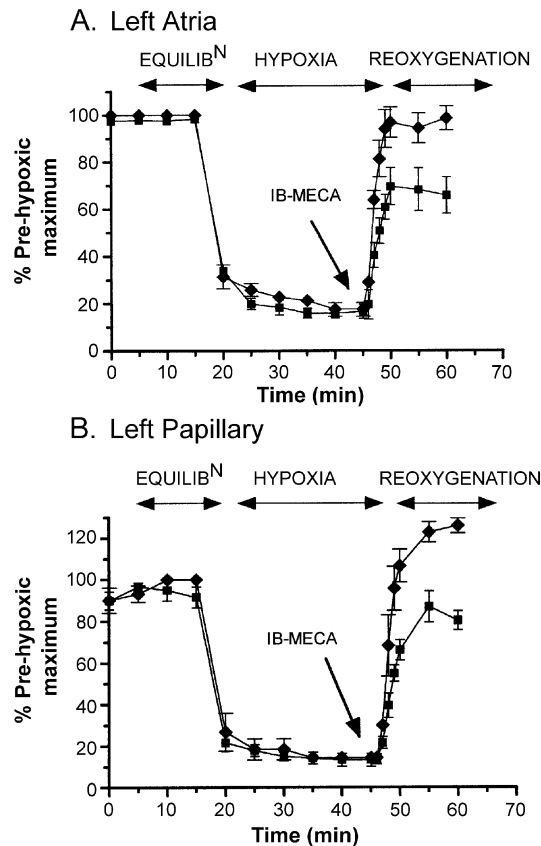 A. Left Atria
EQUILIB^N HYPOXIA REOXYGENATION
100
80
60
40
20
0
% Pre-hypoxic
maximum
IB-MECA
0 10 20 30 40 50 60 70
Time (min)
B. Left Papillary
EQUILIB^N HYPOXIA REOXYGENATION
120
100
80
60
40
20
0
% Pre-hypoxic
maximum
IB-MECA
0 10 20 30 40 50 60 70
Time (min)